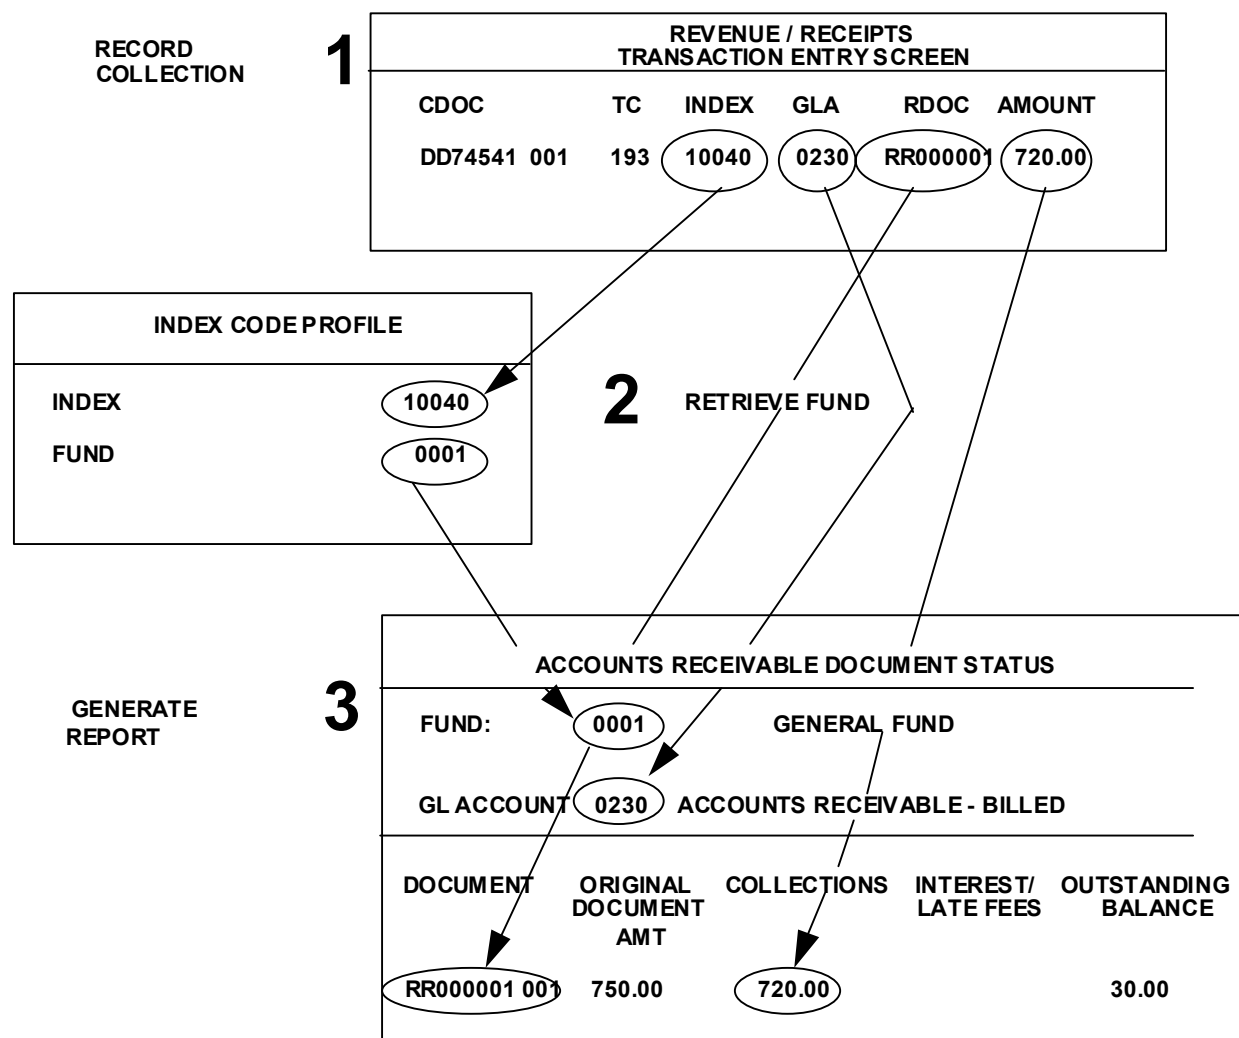 RECORD
COLLECTION
1
REVENUE / RECEIPTS
TRANSACTION ENTRY SCREEN
CDOC TC INDEX GLA RDOC AMOUNT
DD74541 001 193 10040 0230 RR000001 720.00
INDEX CODE PROFILE
INDEX 10040
FUND 0001
2 RETRIEVE FUND
GENERATE
REPORT
3
ACCOUNTS RECEIVABLE DOCUMENT STATUS
FUND: 0001 GENERAL FUND
GL ACCOUNT 0230 ACCOUNTS RECEIVABLE - BILLED
DOCUMENT ORIGINAL COLLECTIONS INTEREST/ OUTSTANDING
DOCUMENT LATE FEES BALANCE
AMT
RR000001 001 750.00 720.00 30.00